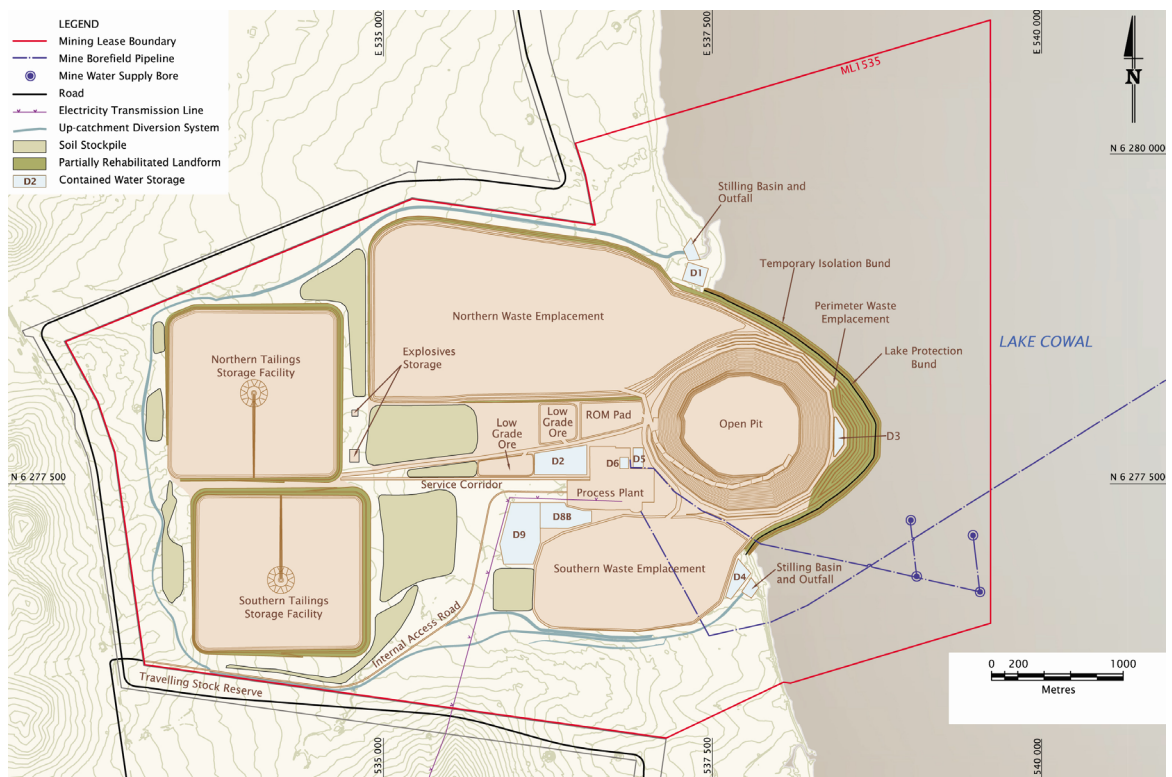 LEGEND
Mining Lease Boundary
Mine Borefield Pipeline
Mine Water Supply Bore
Road
Electricity Transmission Line
Up-catchment Diversion System
Soil Stockpile
Partially Rehabilitated Landform
D2 Contained Water Storage
E 535 000
E 537 500
E 540 000
N
ML1535
N 6 280 000
Stilling Basin and
Outfall
D1
Temporary Isolation Bund
Perimeter Waste
Emplacement
Lake Protection
Bund
LAKE COWAL
Northern Waste Emplacement
Northern Tailings
Storage Facility
Explosives
Storage
Low
Grade
Ore
ROM Pad
Open Pit
Low
Grade
Ore
D2
D6
D5
D3
N 6 277 500
N 6 277 500
Service Corridor
Process Plant
D9
D8B
Southern Waste Emplacement
D4
Stilling Basin
and Outfall
Southern Tailings
Storage Facility
Internal Access Road
Travelling Stock Reserve
0 200 1000
Metres
535 000
537 500
540 000